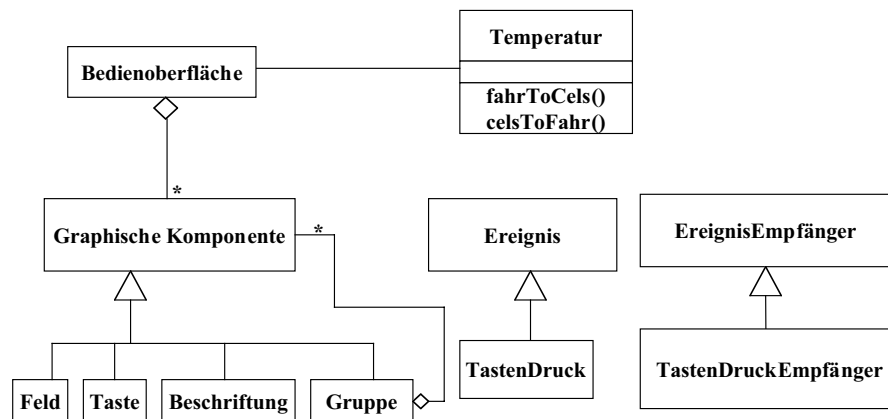 Temperatur
Bedienoberfläche
fahrToCels()
celsToFahr()
*
Graphische Komponente
*
Ereignis
EreignisEmpfänger
TastenDruck
TastenDruckEmpfänger
Feld
Taste
Beschriftung
Gruppe